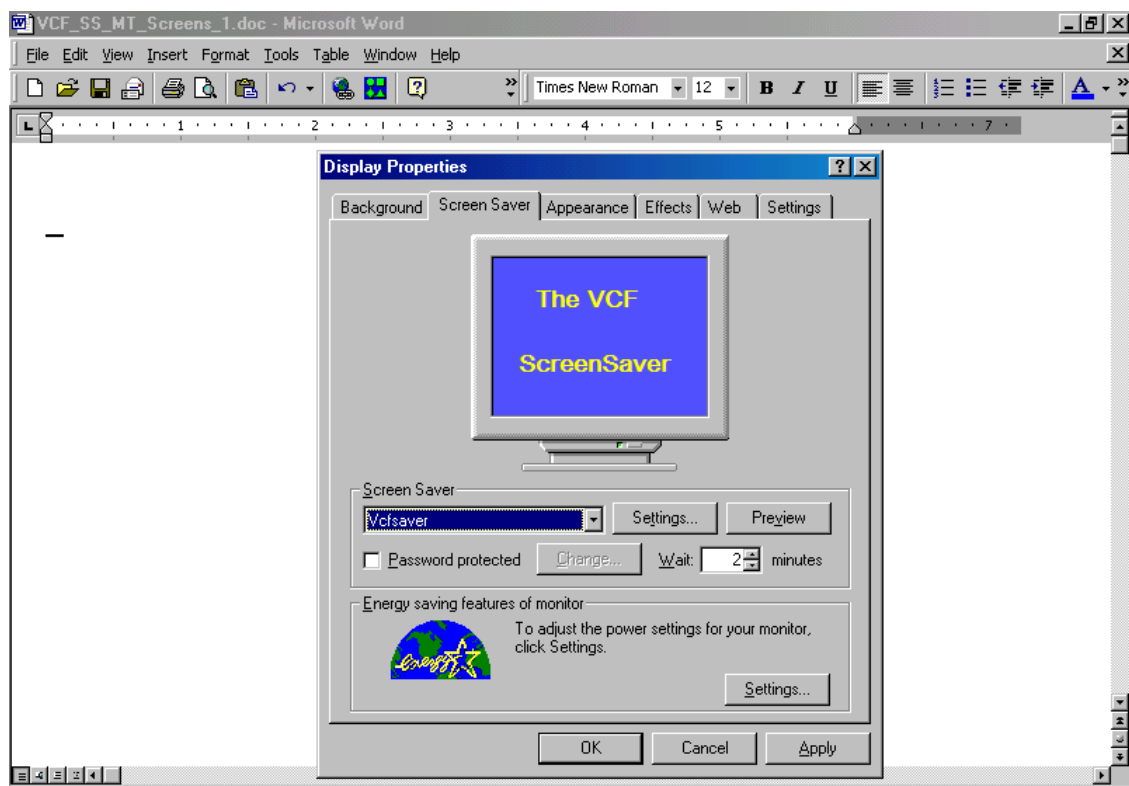 VCF_SS_MT_Screens_1.doc - Microsoft Word
File Edit View Insert Format Tools Table Window Help
Times New Roman 12 B I U A
1 2 3 4 5 7
Display Properties
Background Screen Saver Appearance Effects Web Settings
The VCF
ScreenSaver
Screen Saver
Vcfsaver Settings... Preview
Password protected Change... Wait: 2 minutes
Energy saving features of monitor
To adjust the power settings for your monitor,
click Settings.
energy
Settings...
OK Cancel Apply